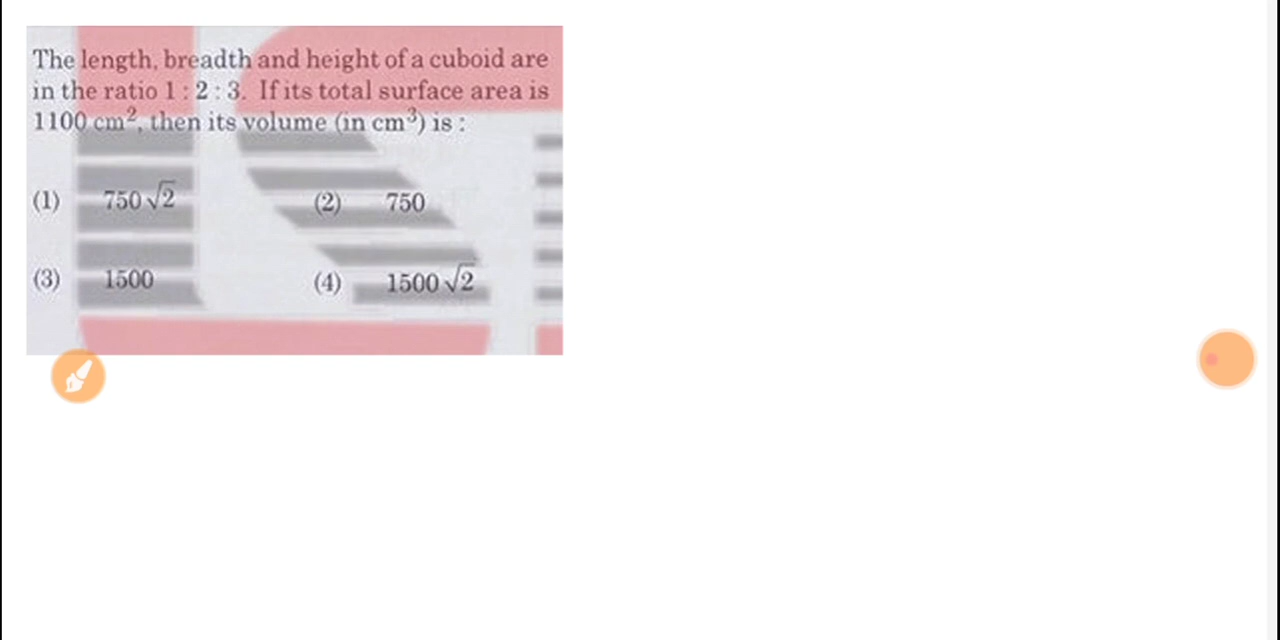 The length, breadth and height of a cuboid are
in the ratio 1 : 2 : 3. If its total surface area is
1100 cm², then its volume (in cm³) is :
(1) 750√2 (2) 750
(3) 1500 (4) 1500√2